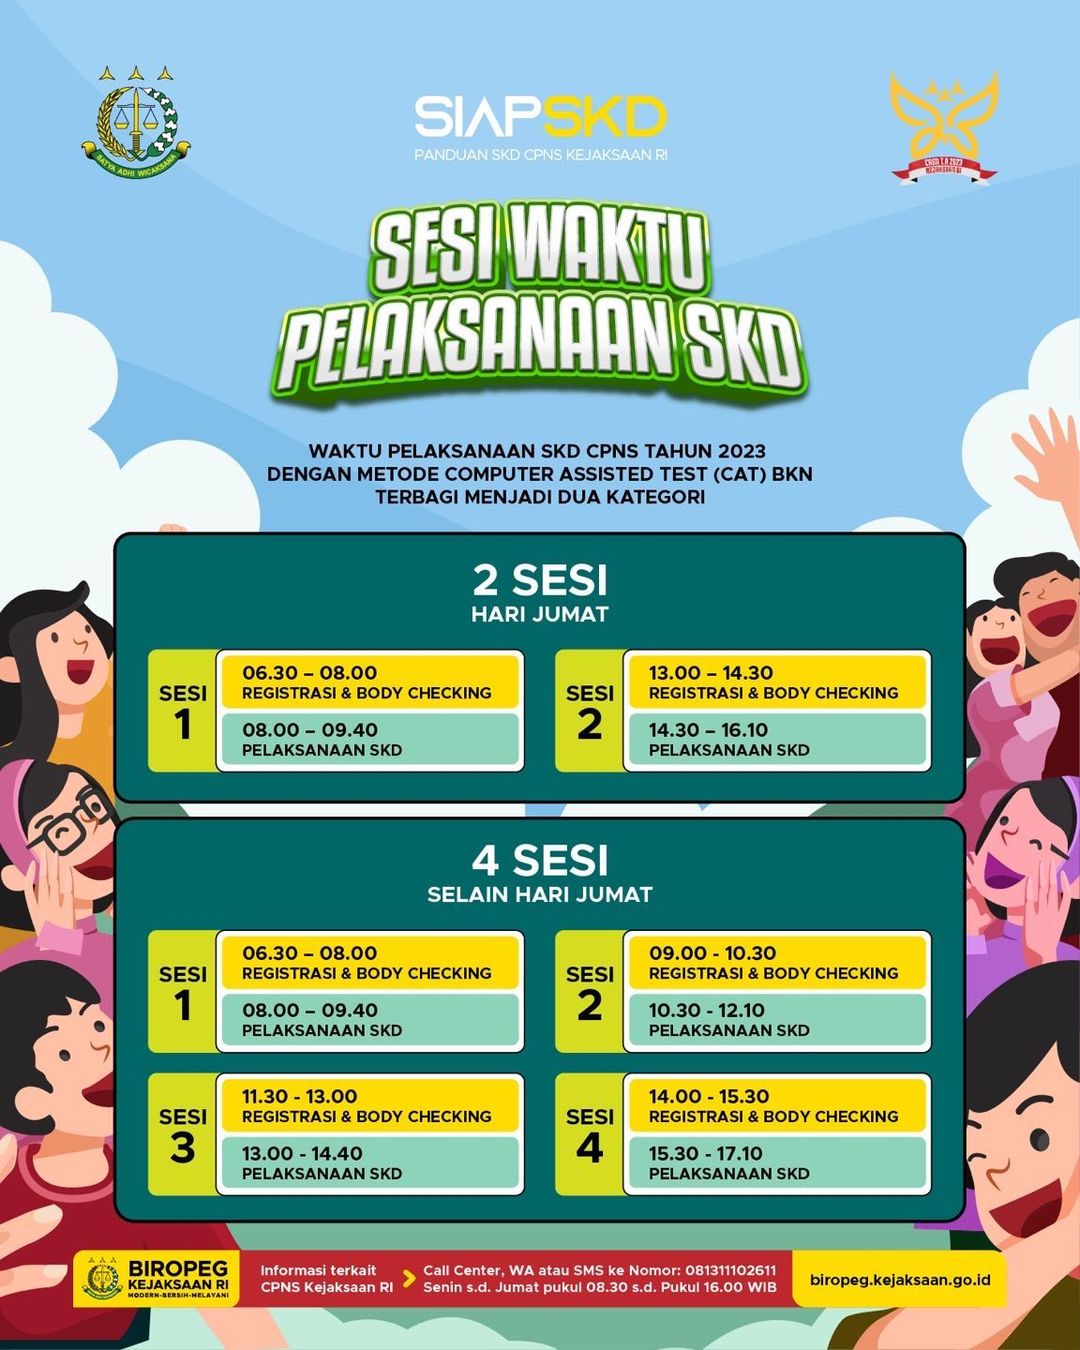 SATYA ADHI WICAKSANA
SIAPSKD
PANDUAN SKD CPNS KEJAKSAAN RI
CASN T.A 2023
KEJAKSAAN RI
SESI WAKTU
PELAKSANAAN SKD
WAKTU PELAKSANAAN SKD CPNS TAHUN 2023
DENGAN METODE COMPUTER ASSISTED TEST (CAT) BKN
TERBAGI MENJADI DUA KATEGORI
2 SESI
HARI JUMAT
SESI
1
06.30 – 08.00
REGISTRASI & BODY CHECKING
08.00 – 09.40
PELAKSANAAN SKD
SESI
2
13.00 – 14.30
REGISTRASI & BODY CHECKING
14.30 – 16.10
PELAKSANAAN SKD
4 SESI
SELAIN HARI JUMAT
SESI
1
06.30 – 08.00
REGISTRASI & BODY CHECKING
08.00 – 09.40
PELAKSANAAN SKD
SESI
2
09.00 - 10.30
REGISTRASI & BODY CHECKING
10.30 - 12.10
PELAKSANAAN SKD
SESI
3
11.30 - 13.00
REGISTRASI & BODY CHECKING
13.00 - 14.40
PELAKSANAAN SKD
SESI
4
14.00 - 15.30
REGISTRASI & BODY CHECKING
15.30 - 17.10
PELAKSANAAN SKD
BIROPEG
KEJAKSAAN RI
MODERN-BERSIH-MELAYANI
Informasi terkait
CPNS Kejaksaan RI
Call Center, WA atau SMS ke Nomor: 081311102611
Senin s.d. Jumat pukul 08.30 s.d. Pukul 16.00 WIB
biropeg.kejaksaan.go.id